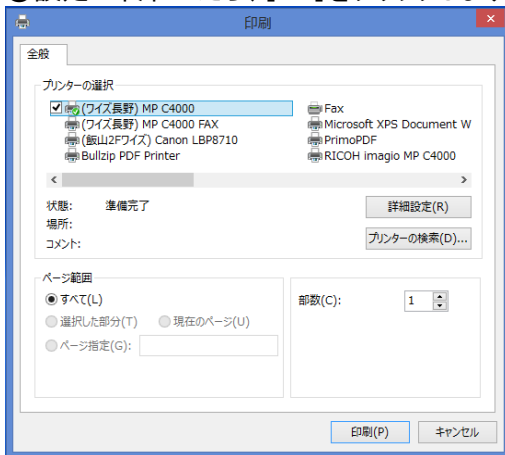 印刷
全般
プリンターの選択
(ワイズ長野) MP C4000
(ワイズ長野) MP C4000 FAX
(飯山2Fワイズ) Canon LBP8710
Bullzip PDF Printer
Fax
Microsoft XPS Document W
PrimoPDF
RICOH imagio MP C4000
状態: 準備完了
場所:
コメント:
詳細設定(R)
プリンターの検索(D)...
ページ範囲
すべて(L)
選択した部分(T) 現在のページ(U)
ページ指定(G):
部数(C): 1
印刷(P) キャンセル